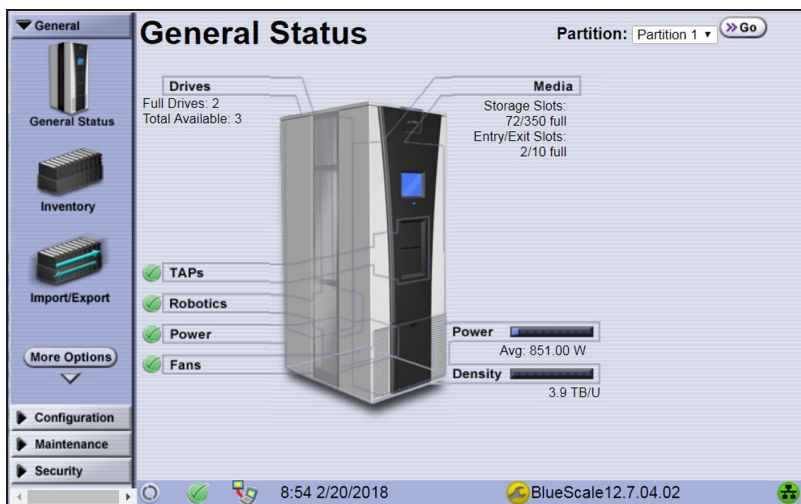 General
General Status
Partition: Partition 1 Go
General Status
Inventory
Import/Export
More Options
Configuration
Maintenance
Security
Drives
Full Drives: 2
Total Available: 3
Media
Storage Slots:
72/350 full
Entry/Exit Slots:
2/10 full
TAPs
Robotics
Power
Fans
Power
Avg: 851.00 W
Density
3.9 TB/U
8:54 2/20/2018
BlueScale12.7.04.02